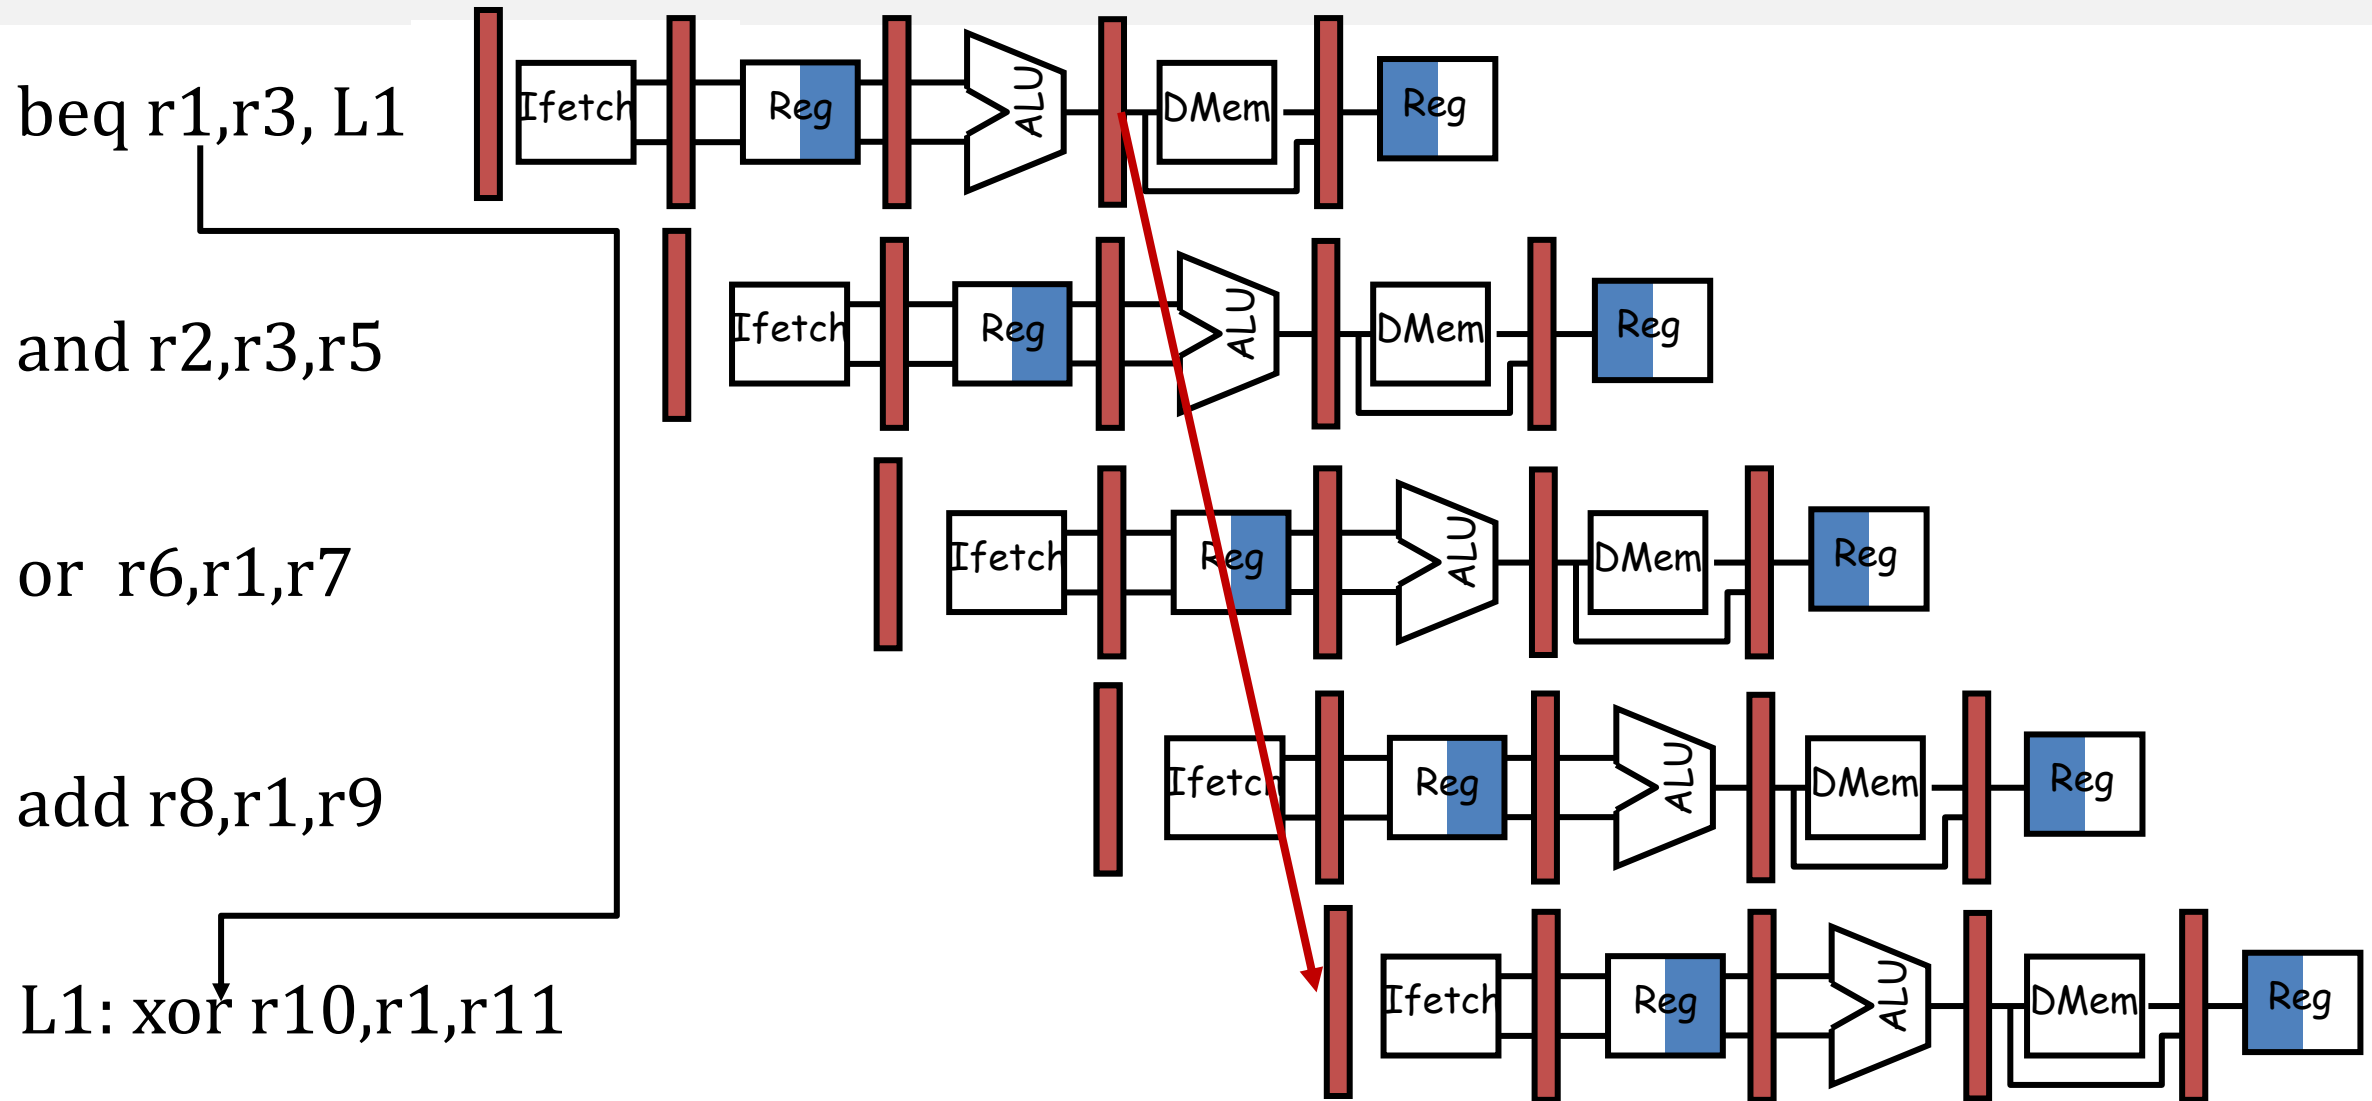 beq r1,r3, L1 Ifetch Reg ALU DMem Reg
and r2,r3,r5 Ifetch Reg ALU DMem Reg
or r6,r1,r7 Ifetch Reg ALU DMem Reg
add r8,r1,r9 Ifetch Reg ALU DMem Reg
L1: xor r10,r1,r11 Ifetch Reg ALU DMem Reg